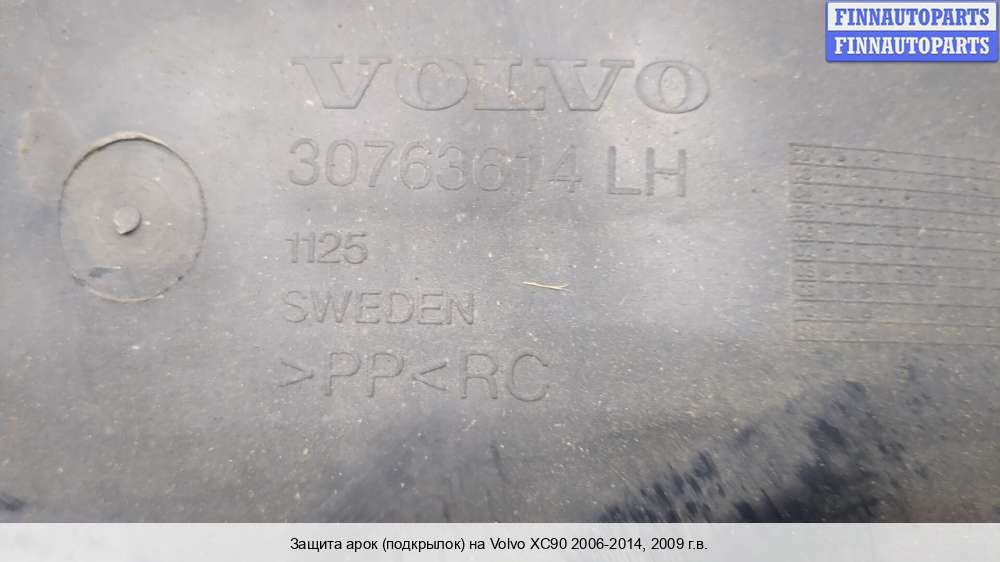 FINNAUTOPARTS
FINNAUTOPARTS
VOLVO
30763614 LH
1125
SWEDEN
>PP<RC
Защита арок (подкрылок) на Volvo XC90 2006-2014, 2009 г.в.